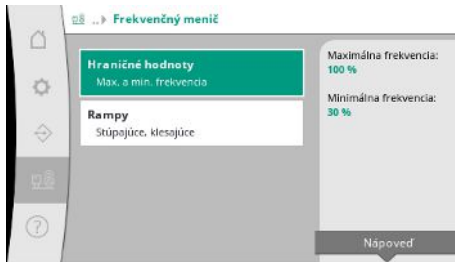 ..▸ Frekvenčný menič
Hraničné hodnoty
Max. a min. frekvencia
Rampy
Stúpajúce, klesajúce
Maximálna frekvencia:
100 %
Minimálna frekvencia:
30 %
?
Nápoveď